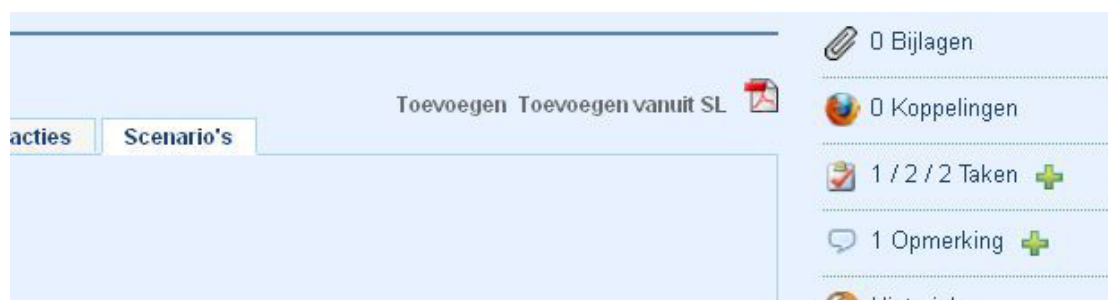 Toevoegen Toevoegen vanuit SL
acties Scenario's
0 Bijlagen
0 Koppelingen
1 / 2 / 2 Taken
1 Opmerking